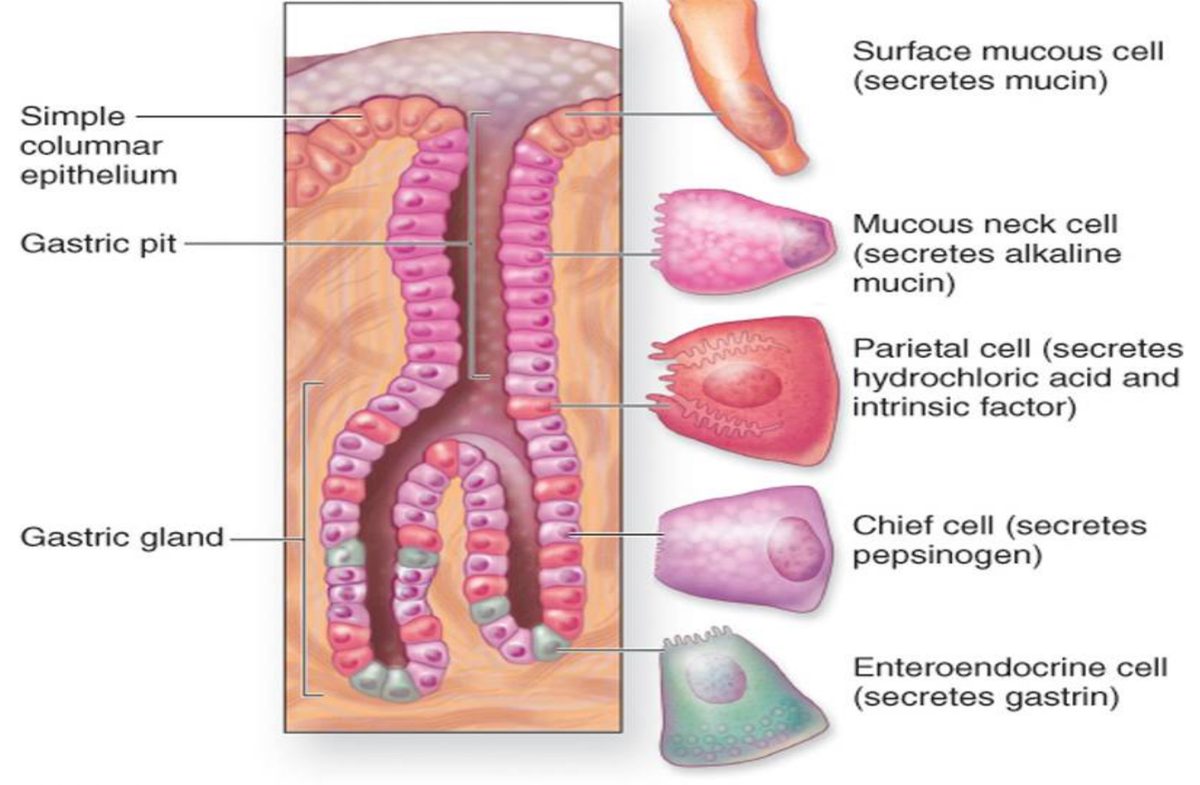 Simple
columnar
epithelium
Gastric pit
Gastric gland
Surface mucous cell
(secretes mucin)
Mucous neck cell
(secretes alkaline
mucin)
Parietal cell (secretes
hydrochloric acid and
intrinsic factor)
Chief cell (secretes
pepsinogen)
Enteroendocrine cell
(secretes gastrin)